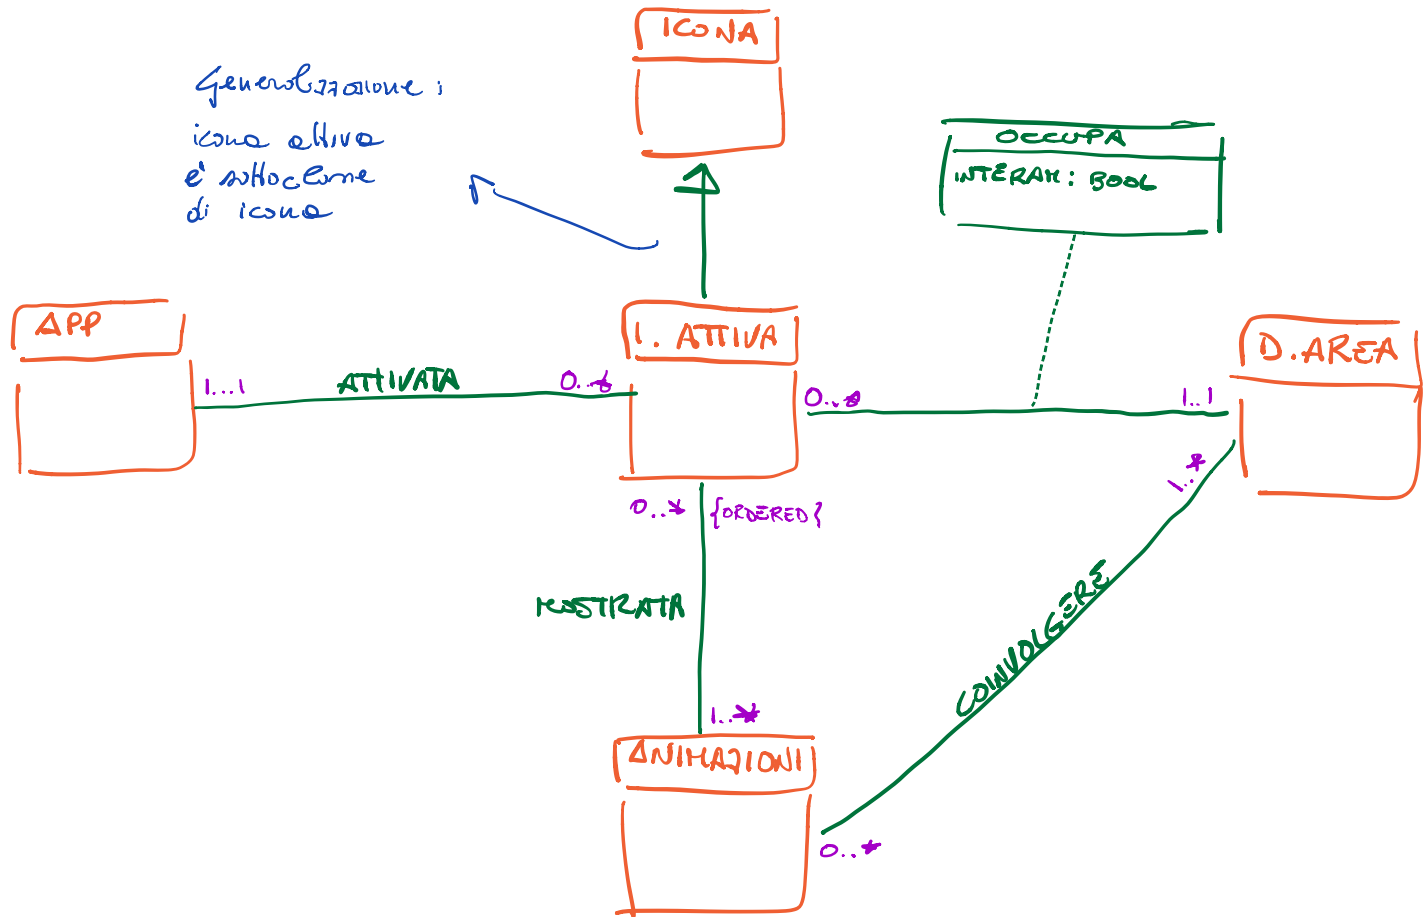 ICONA
Generalizzazione:
icona attiva
è sottoclasse
di icona
OCCUPA
INTERAM: BOOL
APP
I. ATTIVA
D. AREA
1...1
ATTIVATA
0..*
0..*
1..1
1..*
0..*
{ORDERED}
MOSTRATA
COINVOLGERE
1..*
ANIMAZIONI
0..*